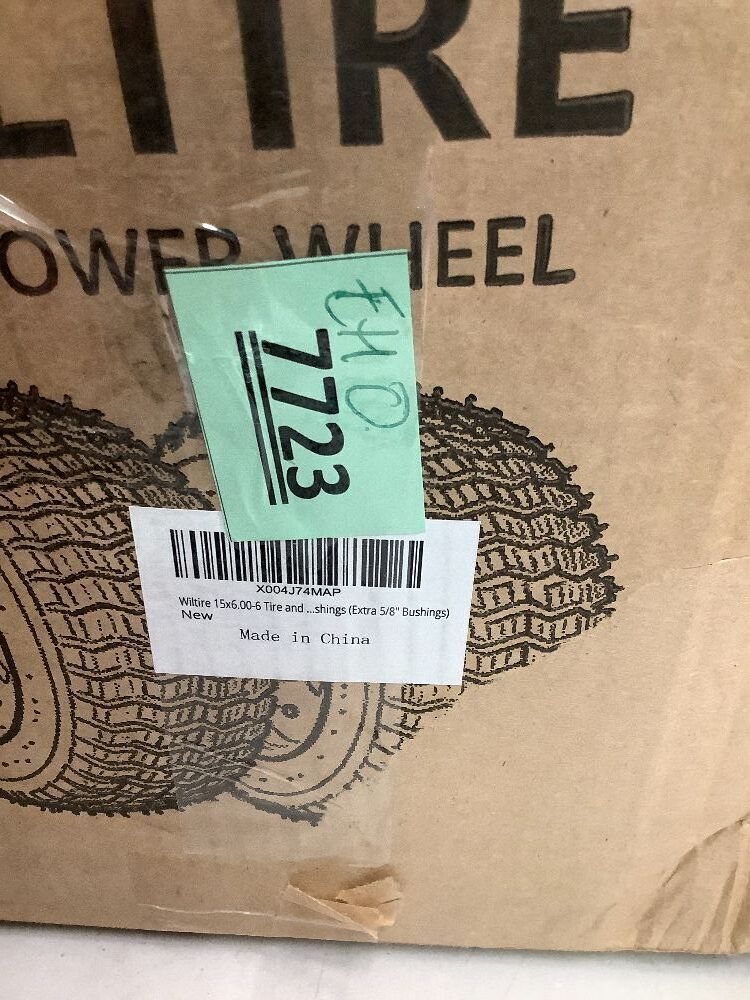 LTIRE
OWER WHEEL
7723
X004J74MAP
Wiltire 15x6.00-6 Tire and ...shings (Extra 5/8" Bushings)
New
Made in China